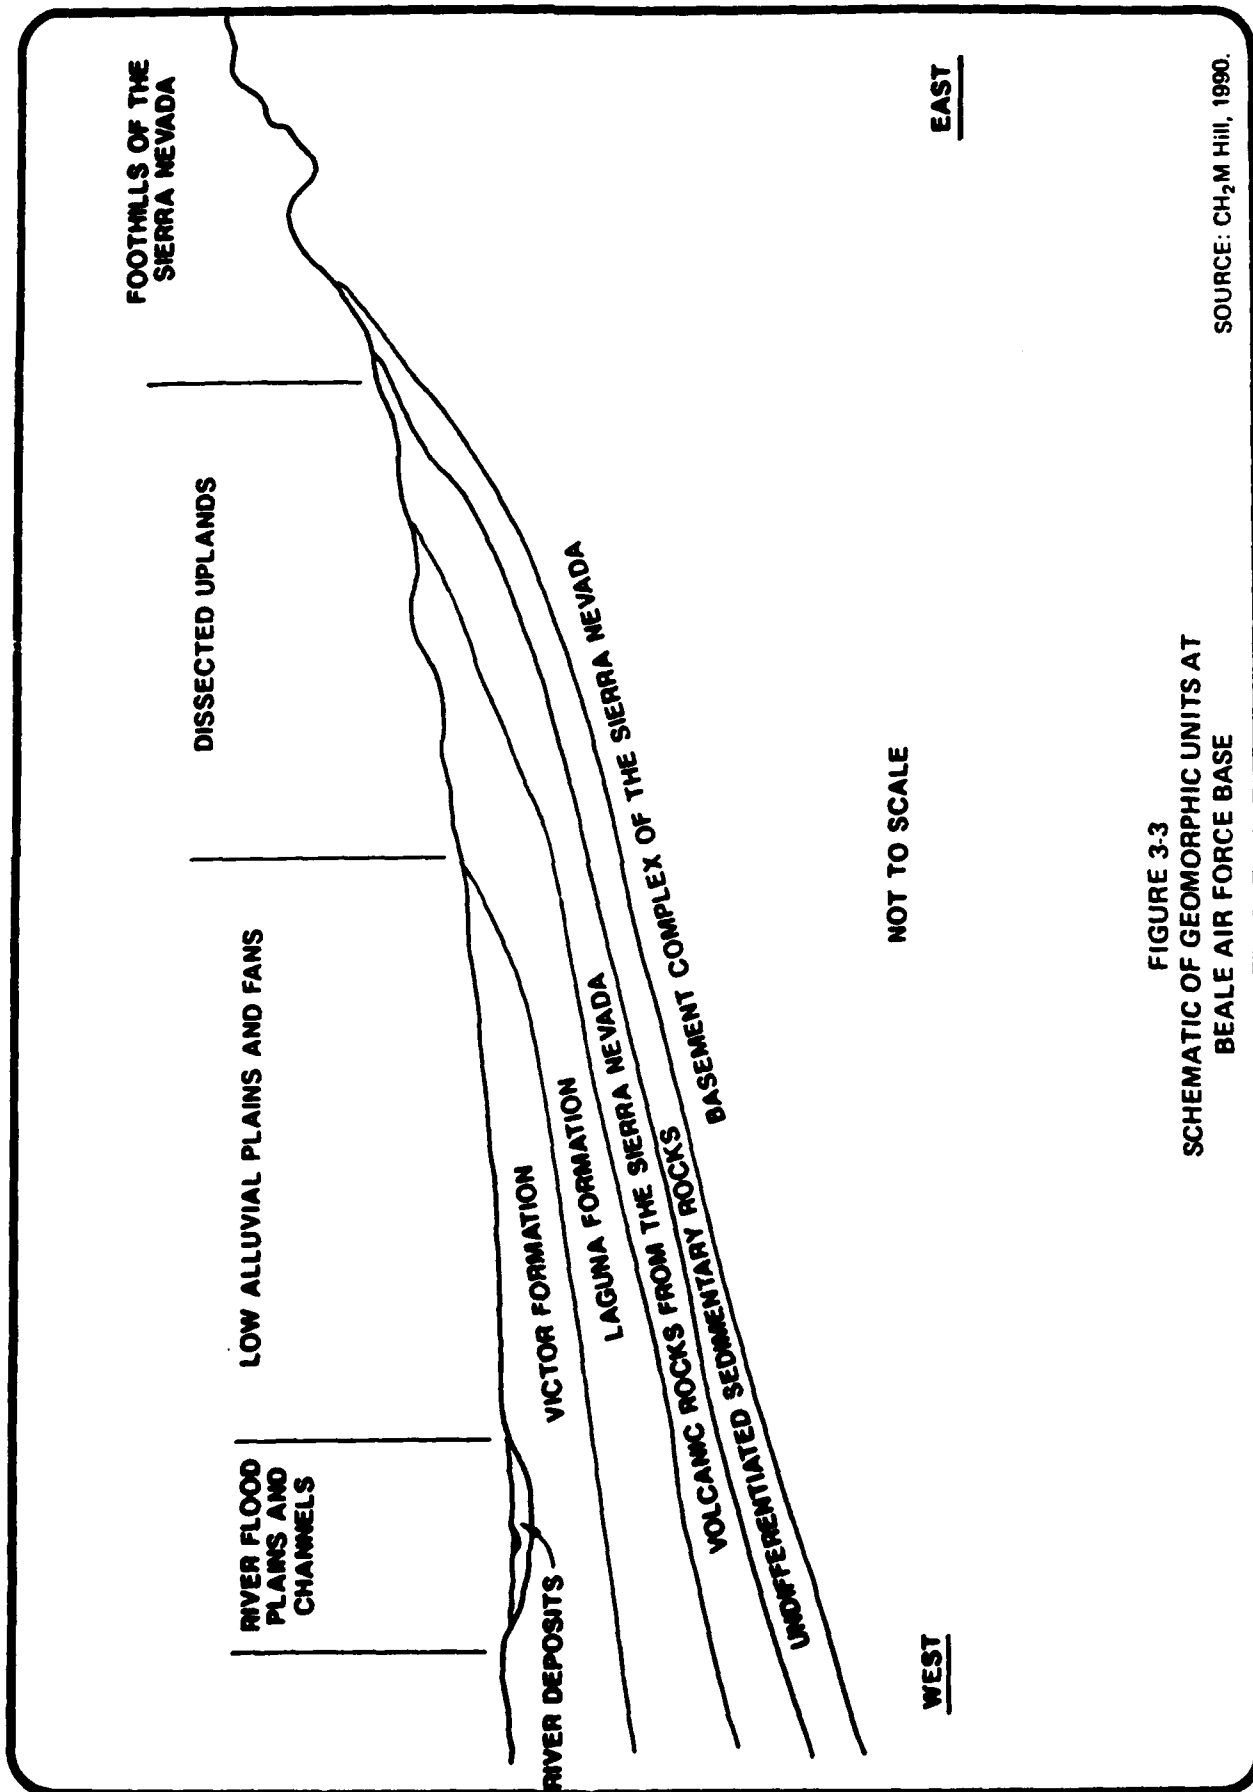 RIVER FLOOD
PLAINS AND
CHANNELS
LOW ALLUVIAL PLAINS AND FANS
DISSECTED UPLANDS
FOOTHILLS OF THE
SIERRA NEVADA
RIVER DEPOSITS
VICTOR FORMATION
LAGUNA FORMATION
VOLCANIC ROCKS FROM THE SIERRA NEVADA
UNDIFFERENTIATED SEDIMENTARY ROCKS
BASEMENT COMPLEX OF THE SIERRA NEVADA
WEST
NOT TO SCALE
EAST
FIGURE 3-3
SCHEMATIC OF GEOMORPHIC UNITS AT
BEALE AIR FORCE BASE
SOURCE: CH₂M Hill, 1990.